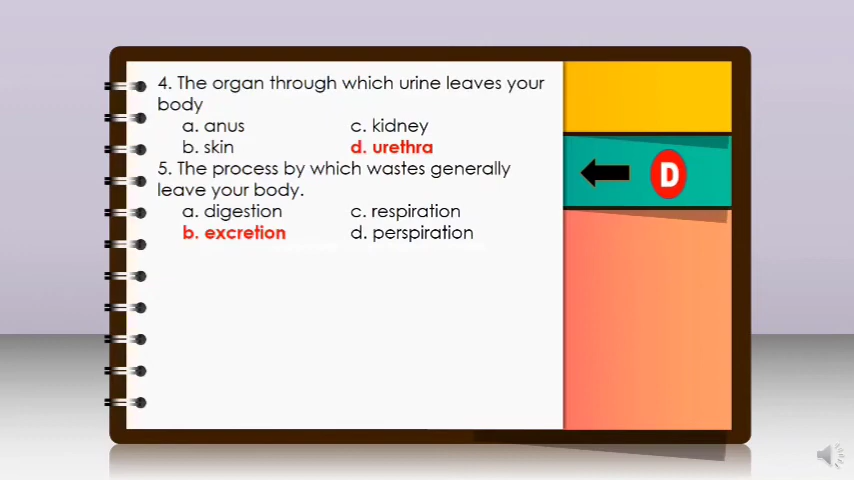 4. The organ through which urine leaves your
body
a. anus c. kidney
b. skin d. urethra
5. The process by which wastes generally
leave your body.
a. digestion c. respiration
b. excretion d. perspiration
D